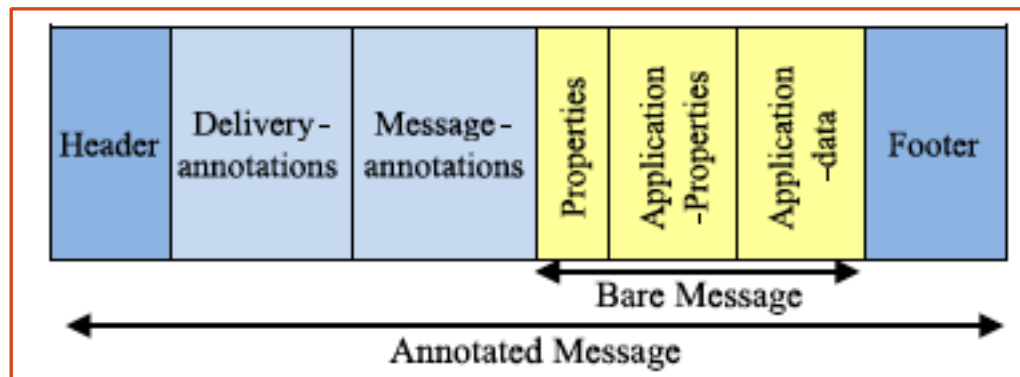 Header
Delivery-
annotations
Message-
annotations
Properties
Application
-Properties
Application
-data
Footer
Bare Message
Annotated Message